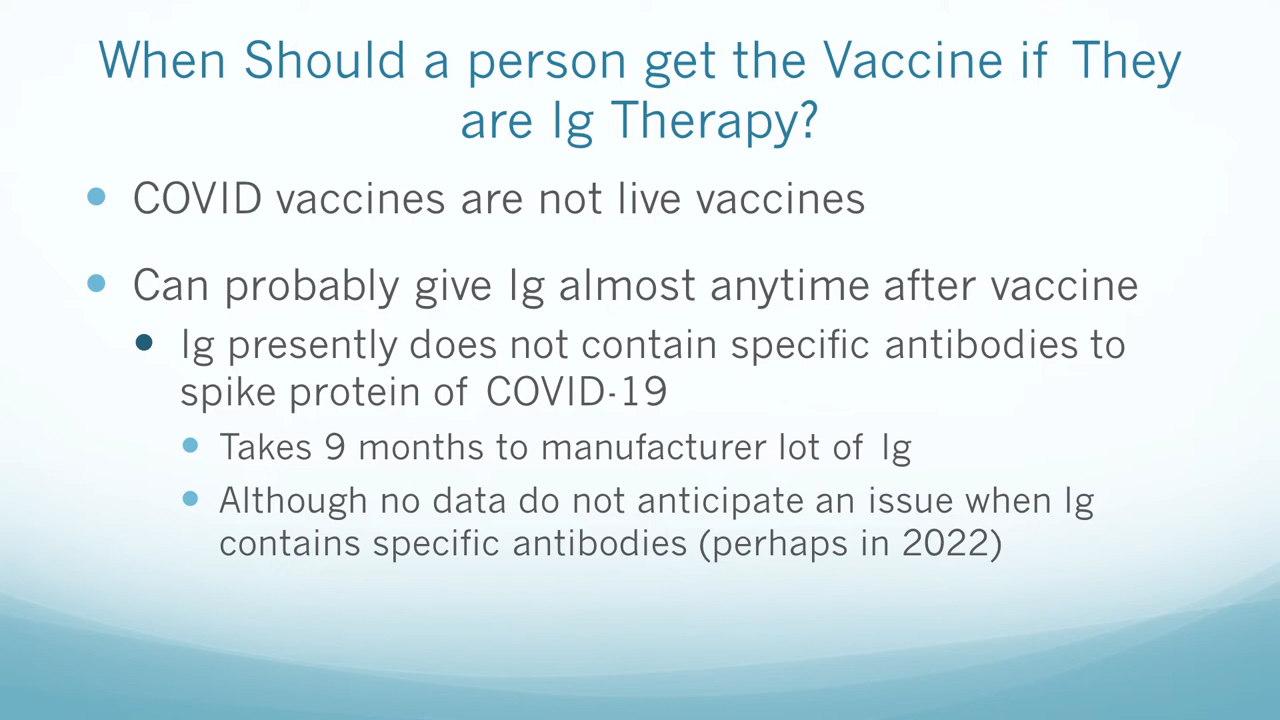 When Should a person get the Vaccine if They
are Ig Therapy?
COVID vaccines are not live vaccines
Can probably give Ig almost anytime after vaccine
Ig presently does not contain specific antibodies to
spike protein of COVID-19
Takes 9 months to manufacturer lot of Ig
Although no data do not anticipate an issue when Ig
contains specific antibodies (perhaps in 2022)